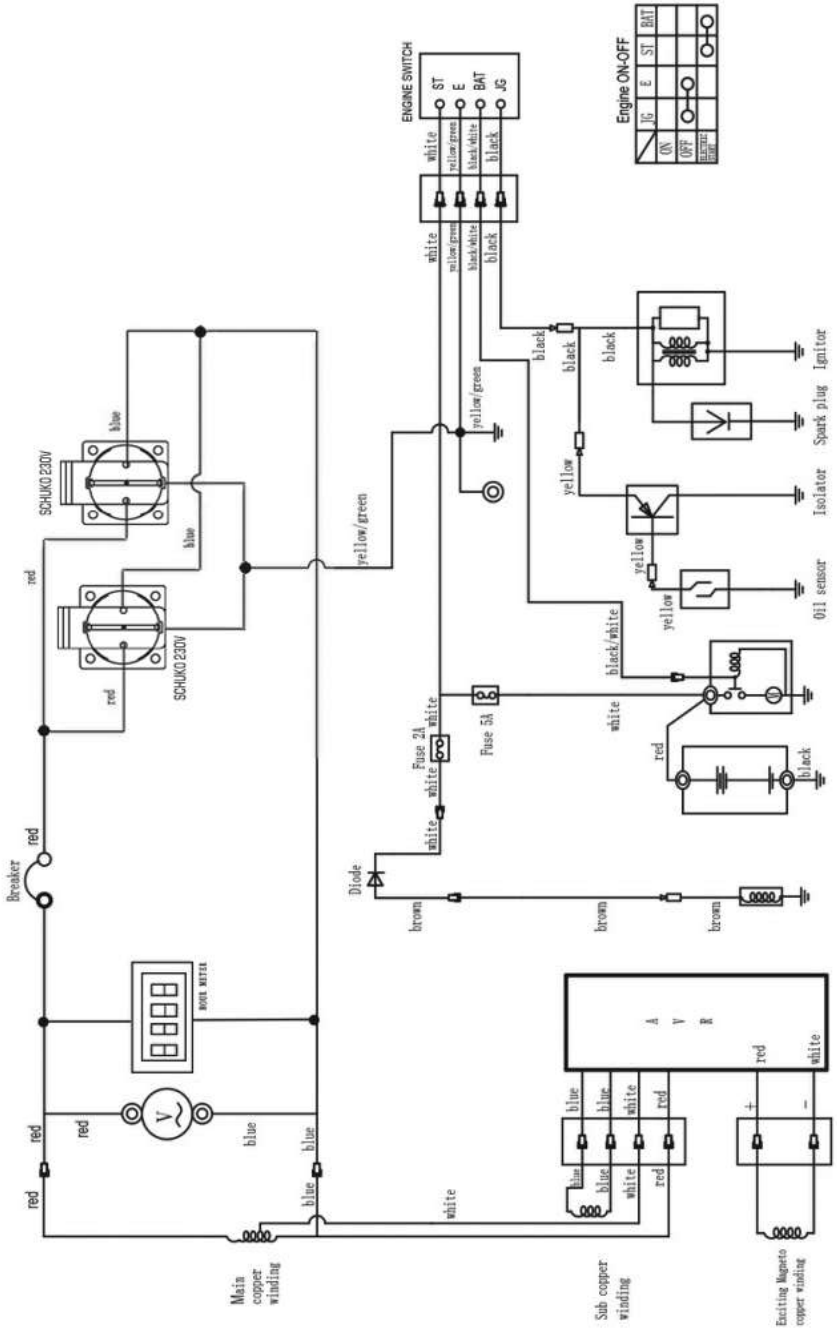 ENGINE SWITCH
ST
E
BAT
JG
white
yellow/green
black/white
black
white
yellow/green
black/white
black
Engine ON-OFF
JG
E
ST
BAT
ON
OFF
ELECTRIC
START
SCHUKO 230V
SCHUKO 230V
red
blue
blue
red
yellow/green
yellow/green
Breaker
red
HOUR METER
V
red
red
blue
blue
red
blue
Main
copper
winding
white
Fuse 2A
white
white
white
Fuse 5A
white
black/white
Diode
brown
brown
brown
red
black
black
black
black
yellow
yellow
yellow
Oil sensor
Isolator
Spark plug
Ignitor
AVR
blue
blue
white
red
blue
blue
white
red
Sub copper
winding
red
white
+
-
Exciting Magneto
copper winding